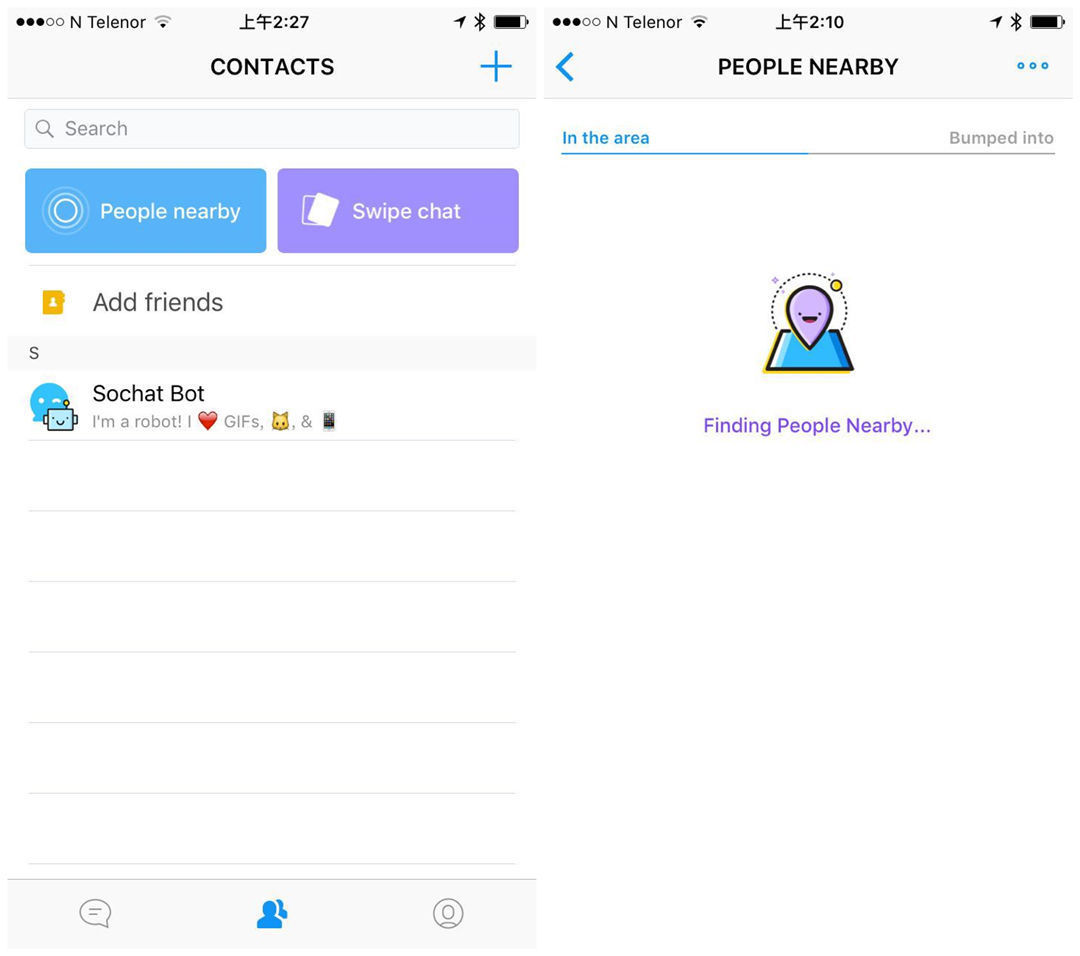 N Telenor 上午2:27
CONTACTS
Search
People nearby Swipe chat
Add friends
S
Sochat Bot
I'm a robot! I ❤️ GIFs, 🐱, & 📱
N Telenor 上午2:10
PEOPLE NEARBY
In the area Bumped into
Finding People Nearby...